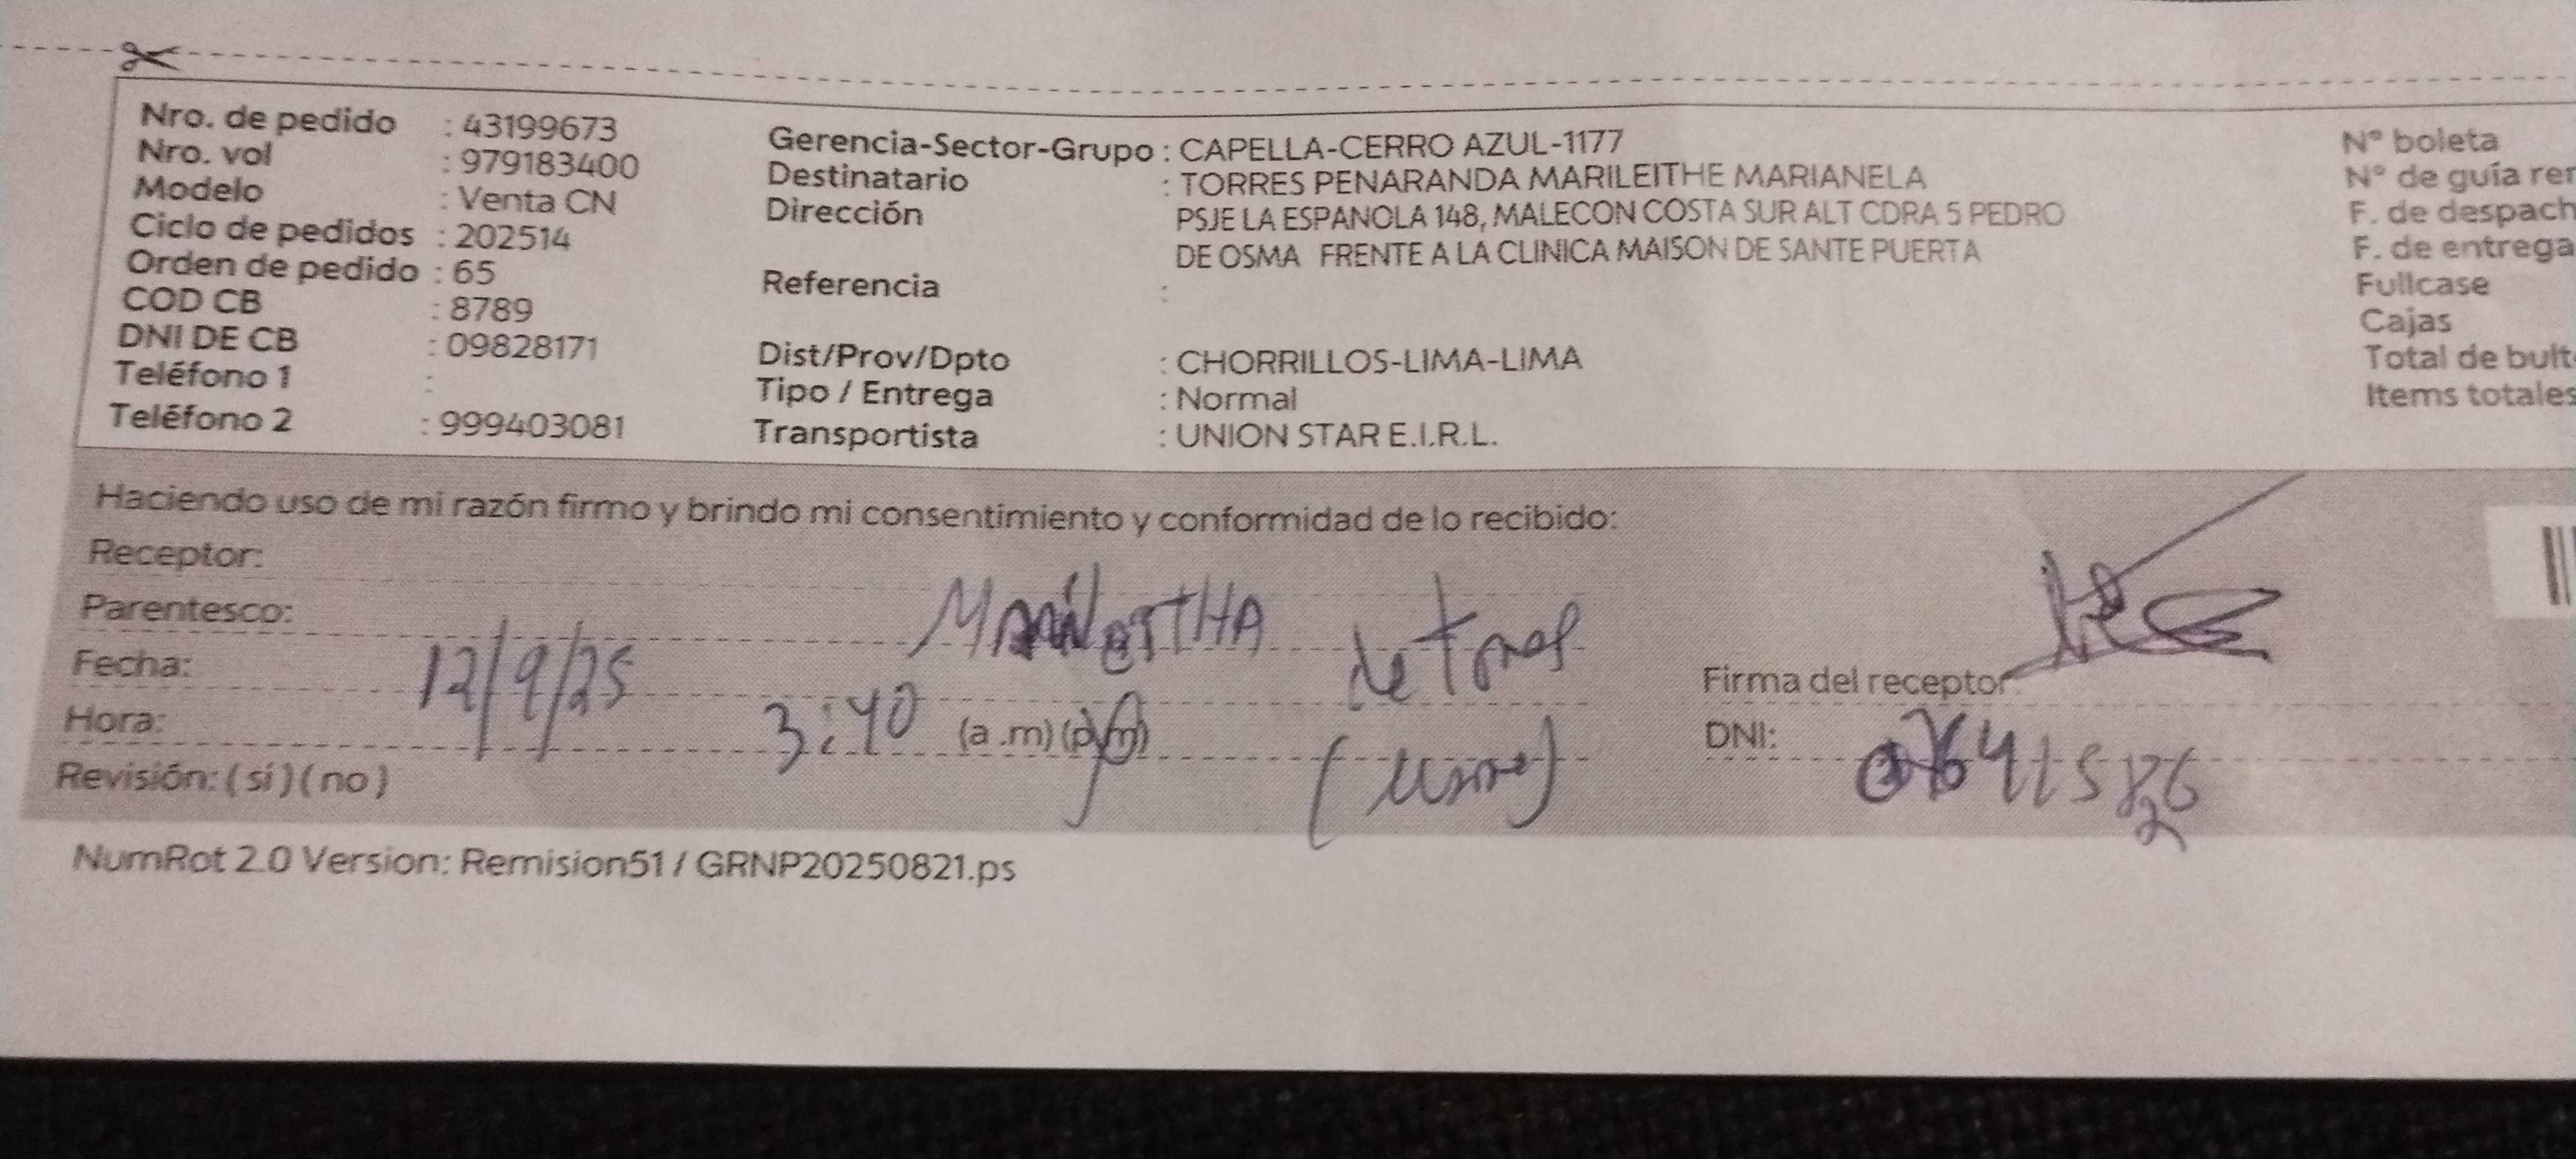 Nro. de pedido : 43199673
Nro. vol : 979183400
Modelo : Venta CN
Ciclo de pedidos : 202514
Orden de pedido : 65
COD CB : 8789
DNI DE CB : 09828171
Teléfono 1 :
Teléfono 2 : 999403081
Gerencia-Sector-Grupo : CAPELLA-CERRO AZUL-1177
Destinatario : TORRES PENARANDA MARILEITHE MARIANELA
Dirección PSJE LA ESPANOLA 148, MALECON COSTA SUR ALT CDRA 5 PEDRO
DE OSMA FRENTE A LA CLINICA MAISON DE SANTE PUERTA
Referencia :
Dist/Prov/Dpto : CHORRILLOS-LIMA-LIMA
Tipo / Entrega : Normal
Transportista : UNION STAR E.I.R.L.
N° boleta
N° de guía rer
F. de despach
F. de entrega
Fullcase
Cajas
Total de bult
Items totales
Haciendo uso de mi razón firmo y brindo mi consentimiento y conformidad de lo recibido:
Receptor:
Parentesco:
Fecha: 12/9/25 de
Hora: 3:40 (a .m) (p.m)
Revisión: (si) (no)
Firma del receptor:
DNI:
NumRot 2.0 Version: Remision51 / GRNP20250821.ps